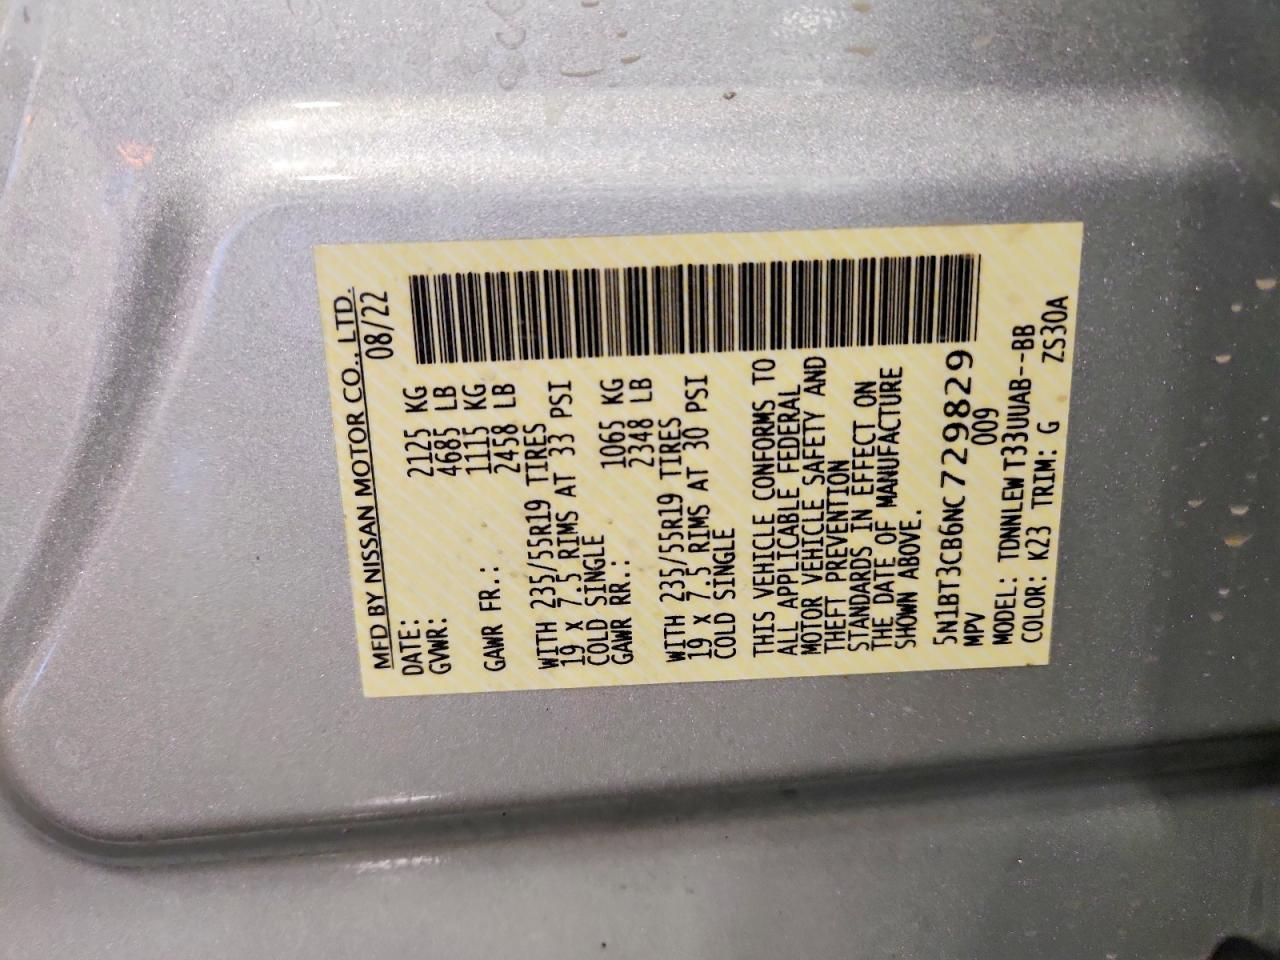 MFD BY NISSAN MOTOR CO., LTD.
DATE: 08/22
GVWR: 2125 KG
4685 LB
1115 KG
GAWR FR.: 2458 LB
WITH 235/55R19 TIRES
19 x 7.5 RIMS AT 33 PSI
COLD SINGLE
GAWR RR.: 1065 KG
2348 LB
WITH 235/55R19 TIRES
19 x 7.5 RIMS AT 30 PSI
COLD SINGLE
THIS VEHICLE CONFORMS TO
ALL APPLICABLE FEDERAL
MOTOR VEHICLE SAFETY AND
THEFT PREVENTION
STANDARDS IN EFFECT ON
THE DATE OF MANUFACTURE
SHOWN ABOVE.
5N1BT3CB6NC729829
MPV 009
MODEL: TDNNLEWT33UUAB--BB
COLOR: K23 TRIM: G ZS30A